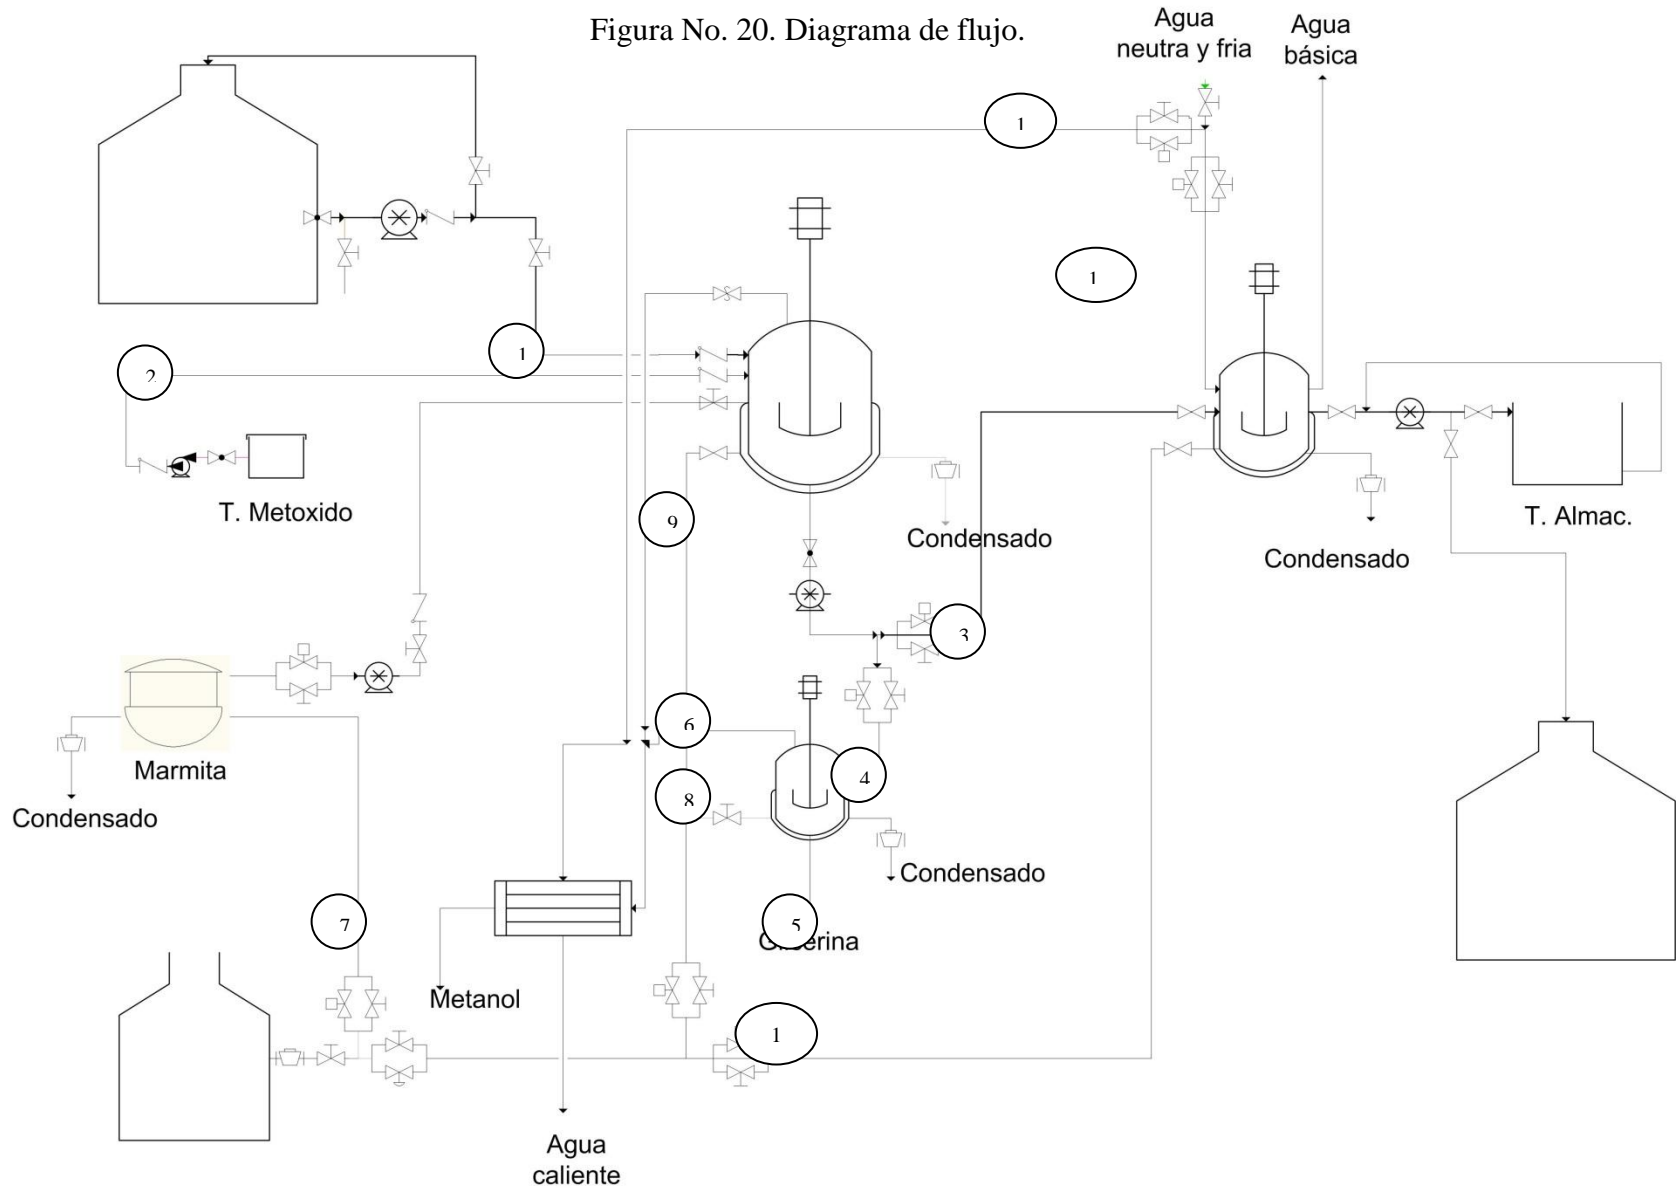 Figura No. 20. Diagrama de flujo.
Agua
neutra y fria
Agua
básica
1
1
1
2
T. Metoxido
9
Condensado
T. Almac.
Condensado
3
6
Marmita
4
8
Condensado
Condensado
7
5
Metanol
1
Agua
caliente